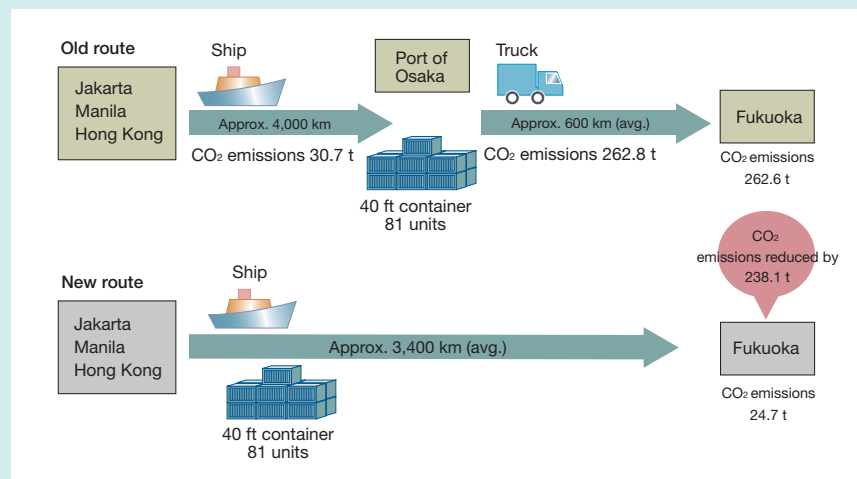 Old route
Jakarta
Manila
Hong Kong
Ship
Approx. 4,000 km
CO₂ emissions 30.7 t
Port of
Osaka
40 ft container
81 units
Truck
Approx. 600 km (avg.)
CO₂ emissions 262.8 t
Fukuoka
CO₂ emissions
262.6 t
New route
Jakarta
Manila
Hong Kong
Ship
Approx. 3,400 km (avg.)
40 ft container
81 units
CO₂
emissions reduced by
238.1 t
Fukuoka
CO₂ emissions
24.7 t